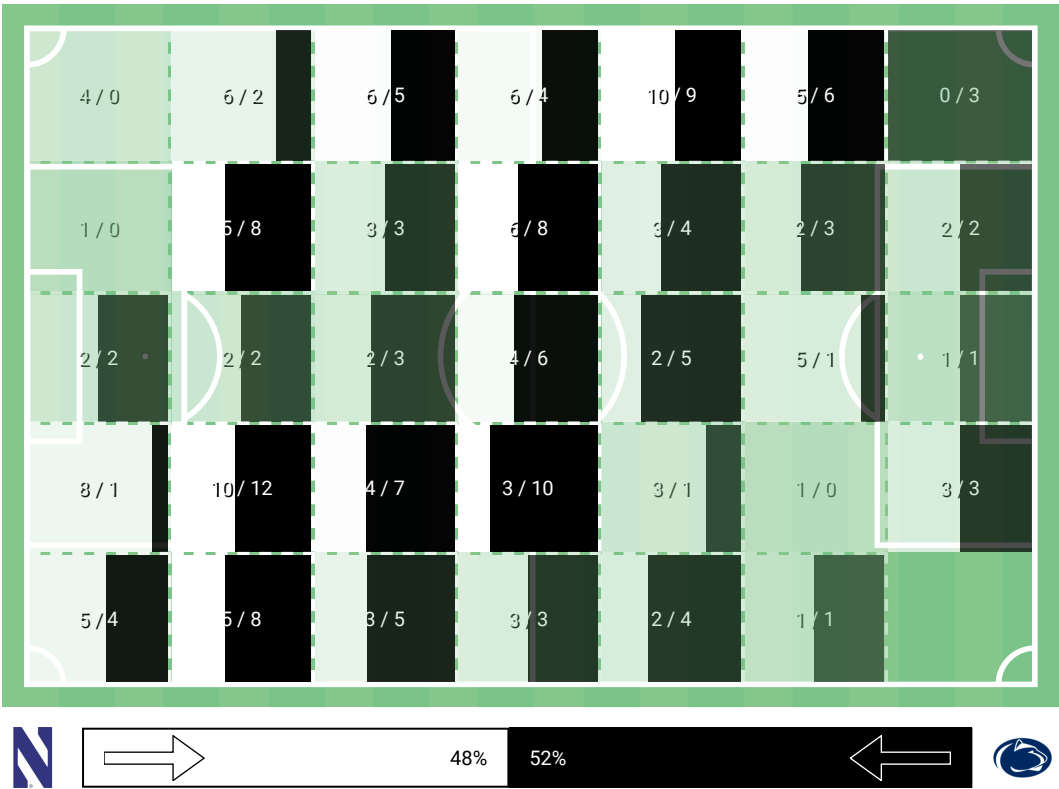 4 / 0 6 / 2 6 / 5 6 / 4 10 / 9 5 / 6 0 / 3
1 / 0 5 / 8 3 / 3 6 / 8 3 / 4 2 / 3 2 / 2
2 / 2 2 / 2 2 / 3 4 / 6 2 / 5 5 / 1 1 / 1
8 / 1 10 / 12 4 / 7 3 / 10 3 / 1 1 / 0 3 / 3
5 / 4 5 / 8 3 / 5 3 / 3 2 / 4 1 / 1
N 48% 52%